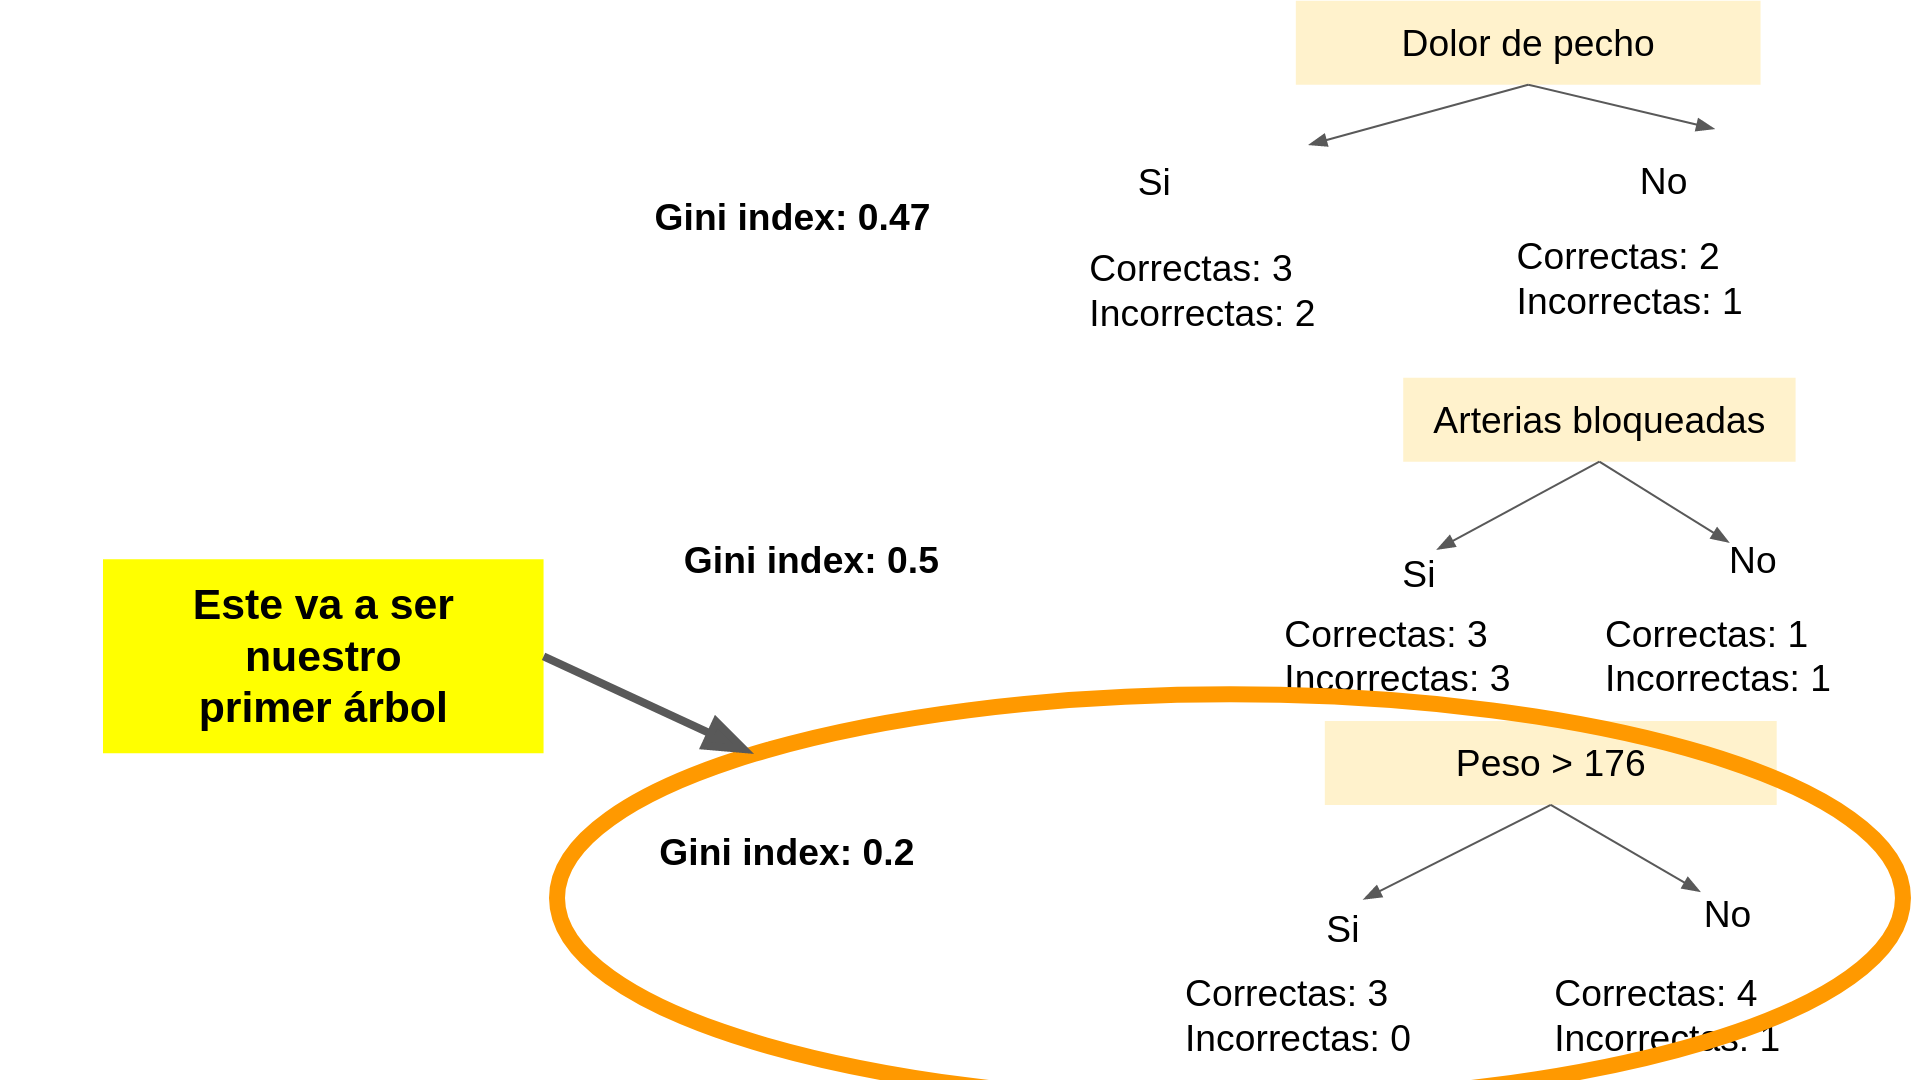 Dolor de pecho
Si
No
Gini index: 0.47
Correctas: 3
Incorrectas: 2
Correctas: 2
Incorrectas: 1
Arterias bloqueadas
Gini index: 0.5
Si
No
Correctas: 3
Incorrectas: 3
Correctas: 1
Incorrectas: 1
Este va a ser
nuestro
primer árbol
Peso > 176
Gini index: 0.2
Si
No
Correctas: 3
Incorrectas: 0
Correctas: 4
Incorrectas: 1